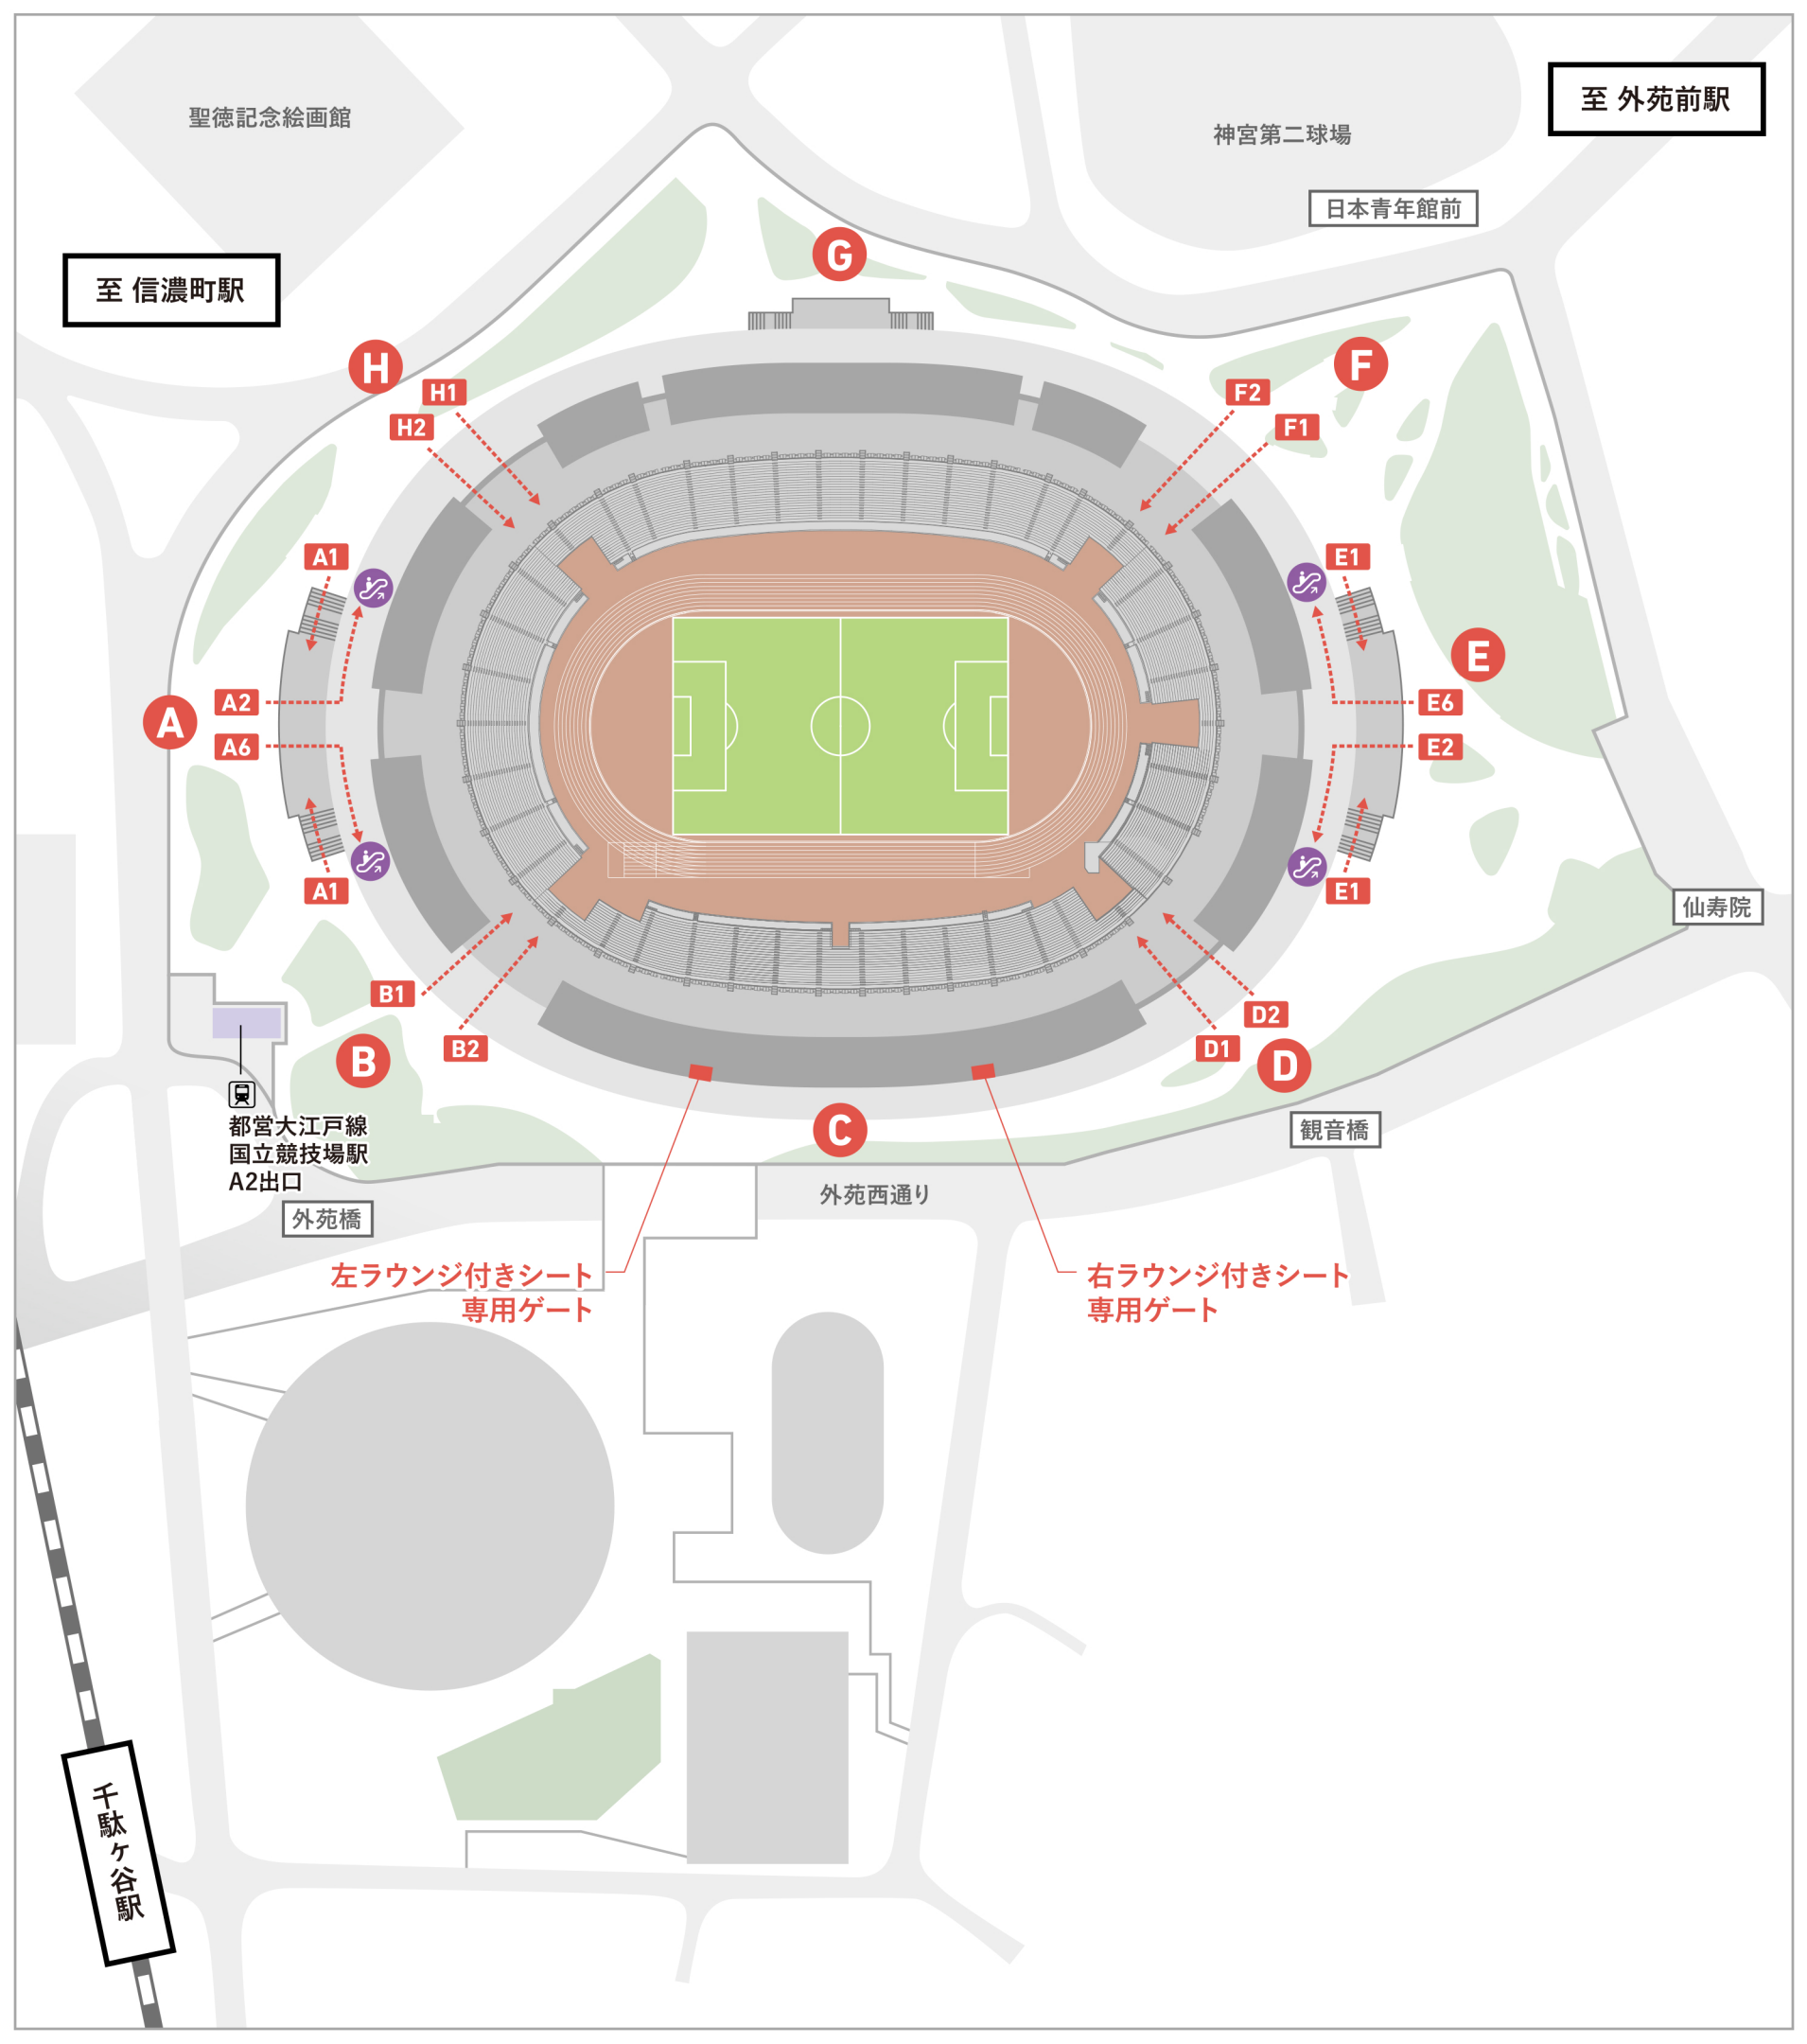 至 外苑前駅
聖徳記念絵画館
神宮第二球場
日本青年館前
G
至 信濃町駅
H
F
H1
F2
H2
F1
A1
E1
E
A2
E6
A
A6
E2
A1
E1
仙寿院
B1
D2
B2
D1
B
D
C
都営大江戸線
国立競技場駅
A2出口
観音橋
外苑西通り
外苑橋
左ラウンジ付きシート
専用ゲート
右ラウンジ付きシート
専用ゲート
千駄ヶ谷駅